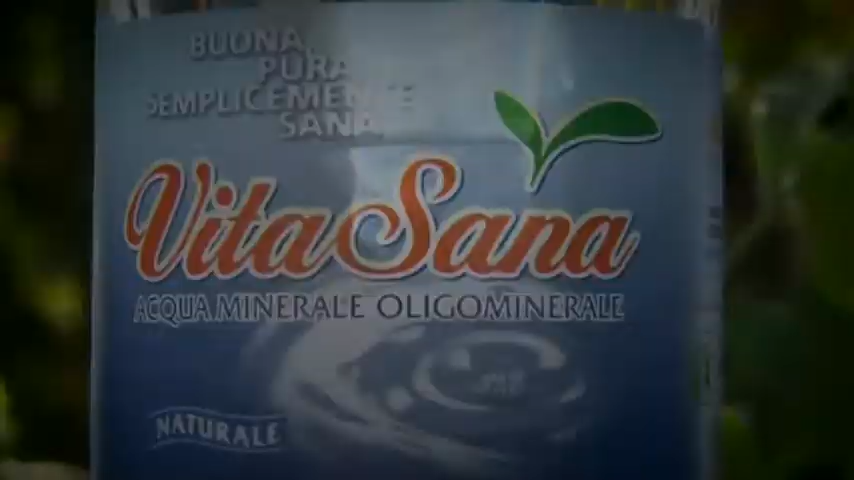 BUONA,
PURA,
SEMPLICEMENTE
SANA.
VitaSana
ACQUA MINERALE OLIGOMINERALE
NATURALE